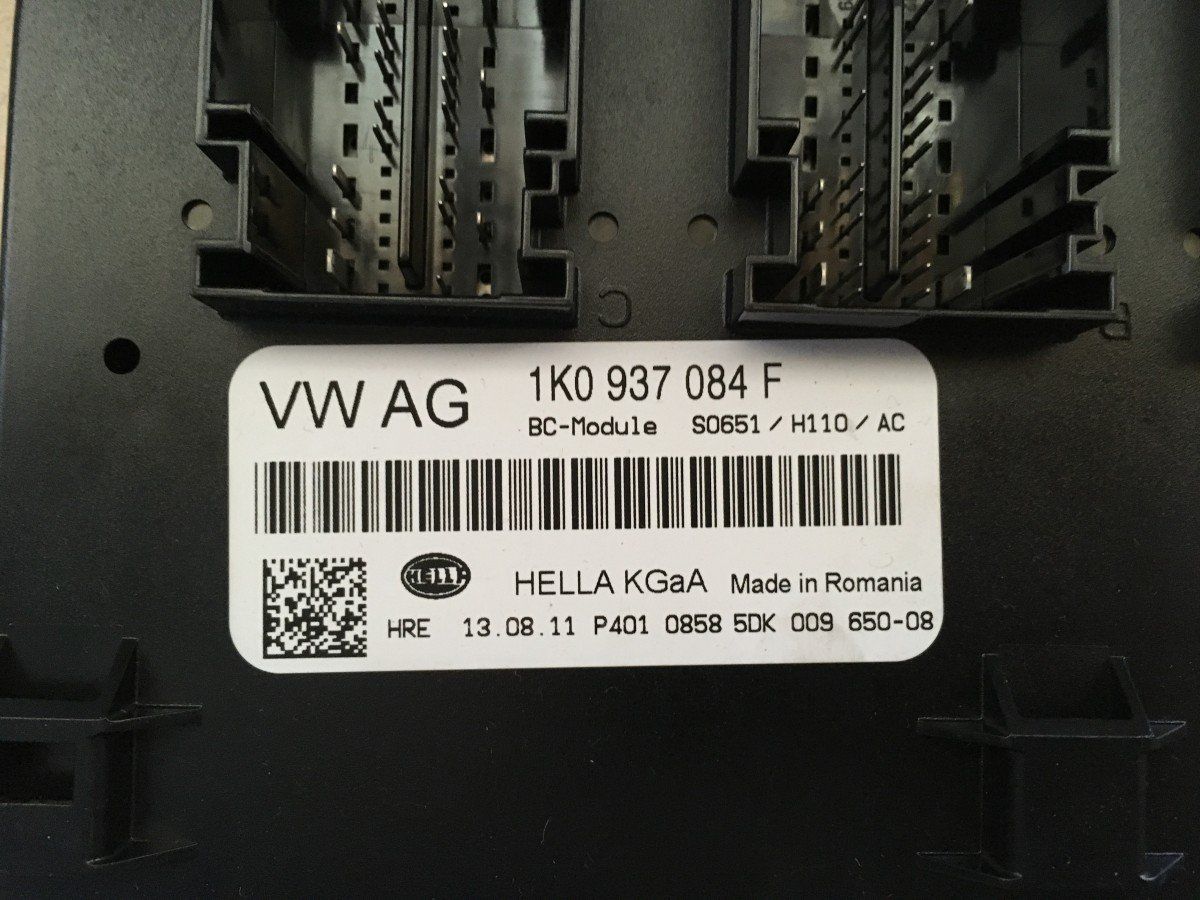 C
B
VW AG
1K0 937 084 F
BC-Module S0651 / H110 / AC
HELLA
HELLA KGaA Made in Romania
HRE 13.08.11 P401 0858 5DK 009 650-08